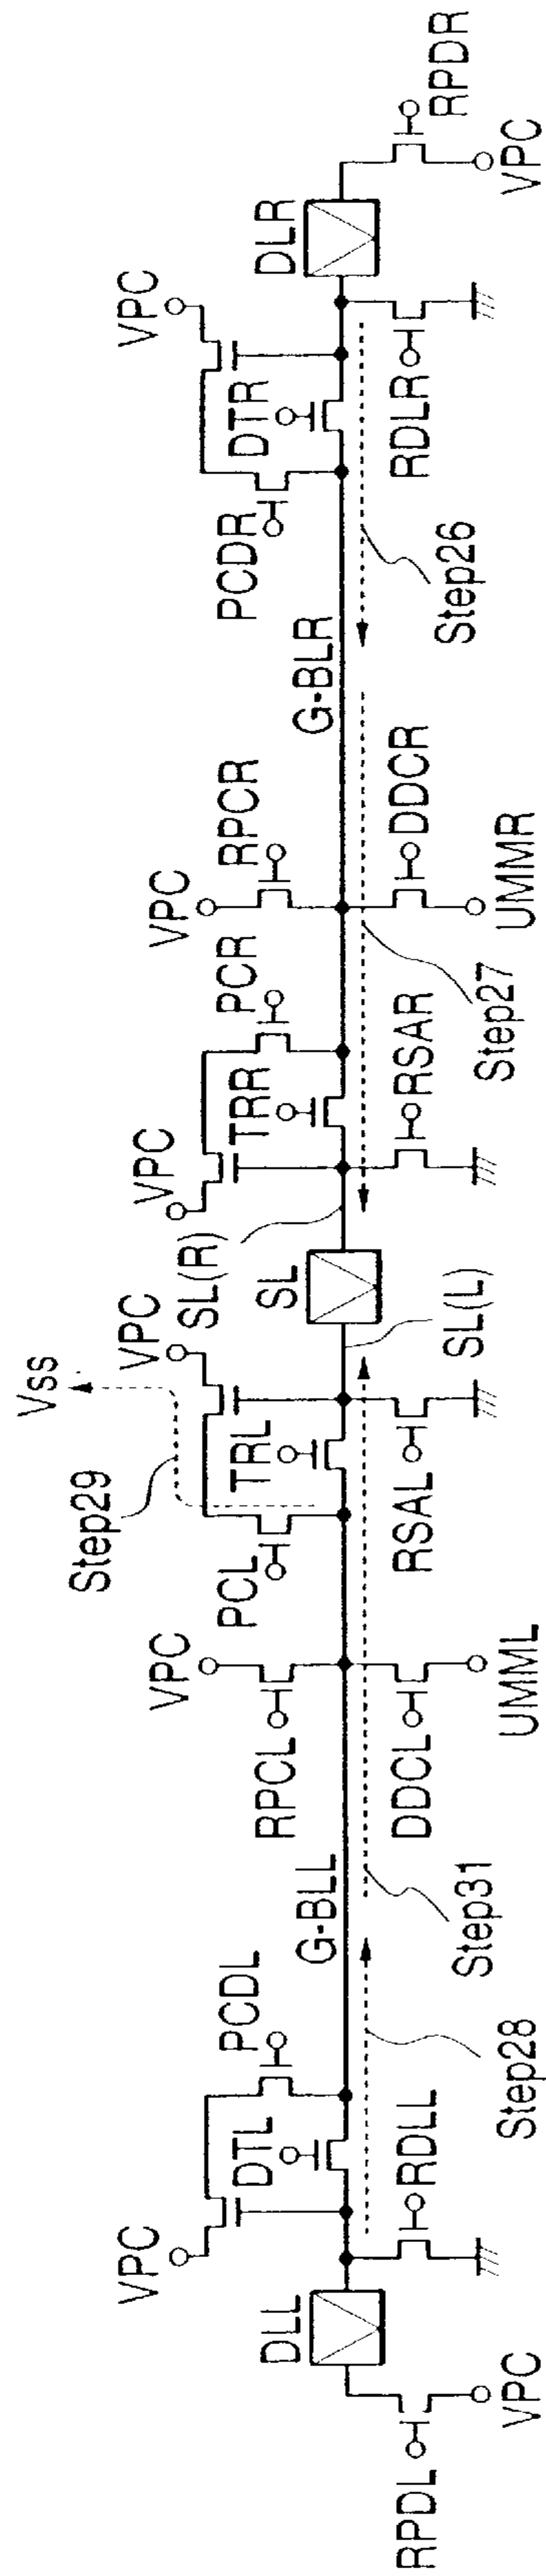 RPDL
VPC
DLL
VPC
DTL
RDLL
PCDL
Step28
G-BLL
Step31
RPCL
VPC
DDCL
UMML
PCL
Step29
Vss
TRL
RSAL
VPC
SL(L)
SL
SL(R)
VPC
TRR
RSAR
PCR
Step27
VPC
RPCR
DDCR
UMMR
G-BLR
Step26
PCDR
DTR
RDLR
VPC
DLR
RPDR
VPC